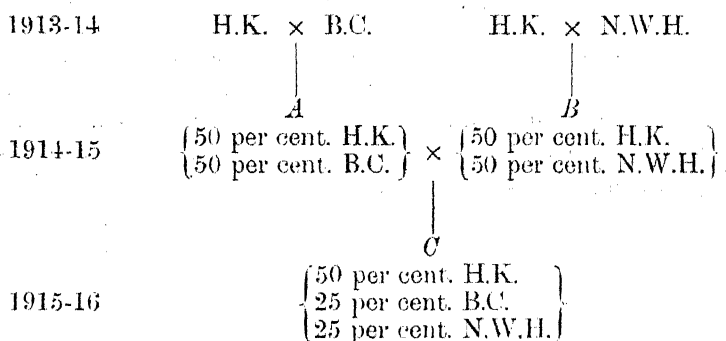 1913-14 H.K. × B.C. H.K. × N.W.H.
A B
1914-15 {50 per cent. H.K. 50 per cent. B.C.} × {50 per cent. H.K. 50 per cent. N.W.H.}
C
1915-16 {50 per cent. H.K. 25 per cent. B.C. 25 per cent. N.W.H.}